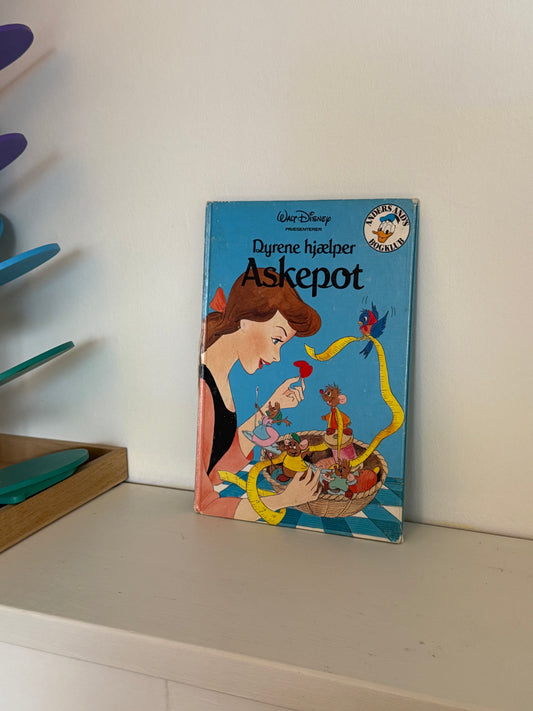 Walt Disney
PRÆSENTERER
Dyrene hjælper
Askepot
ANDERS AND'S
BOGKLUB